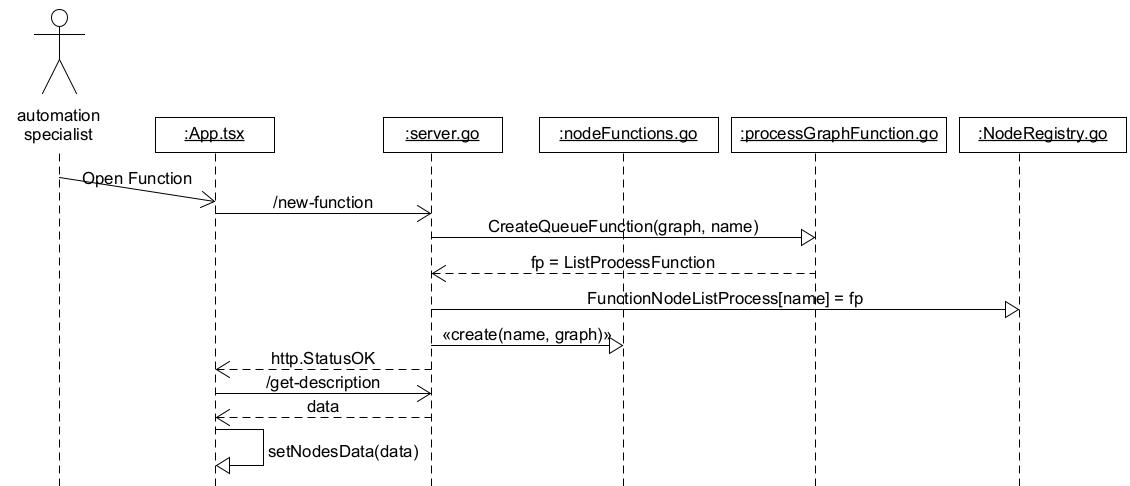 automation
specialist
:App.tsx
:server.go
:nodeFunctions.go
:processGraphFunction.go
:NodeRegistry.go
Open Function
/new-function
CreateQueueFunction(graph, name)
fp = ListProcessFunction
FunctionNodeListProcess[name] = fp
«create(name, graph)»
http.StatusOK
/get-description
data
setNodesData(data)